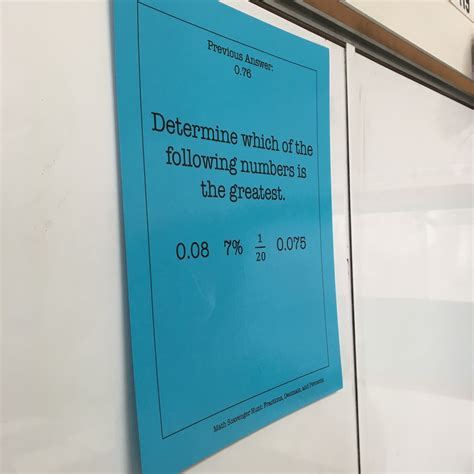 Previous Answer:
0.76
Determine which of the
following numbers is
the greatest.
0.08 7% 1/20 0.075
Math Scavenger Hunt: Fractions, Decimals, and Percents